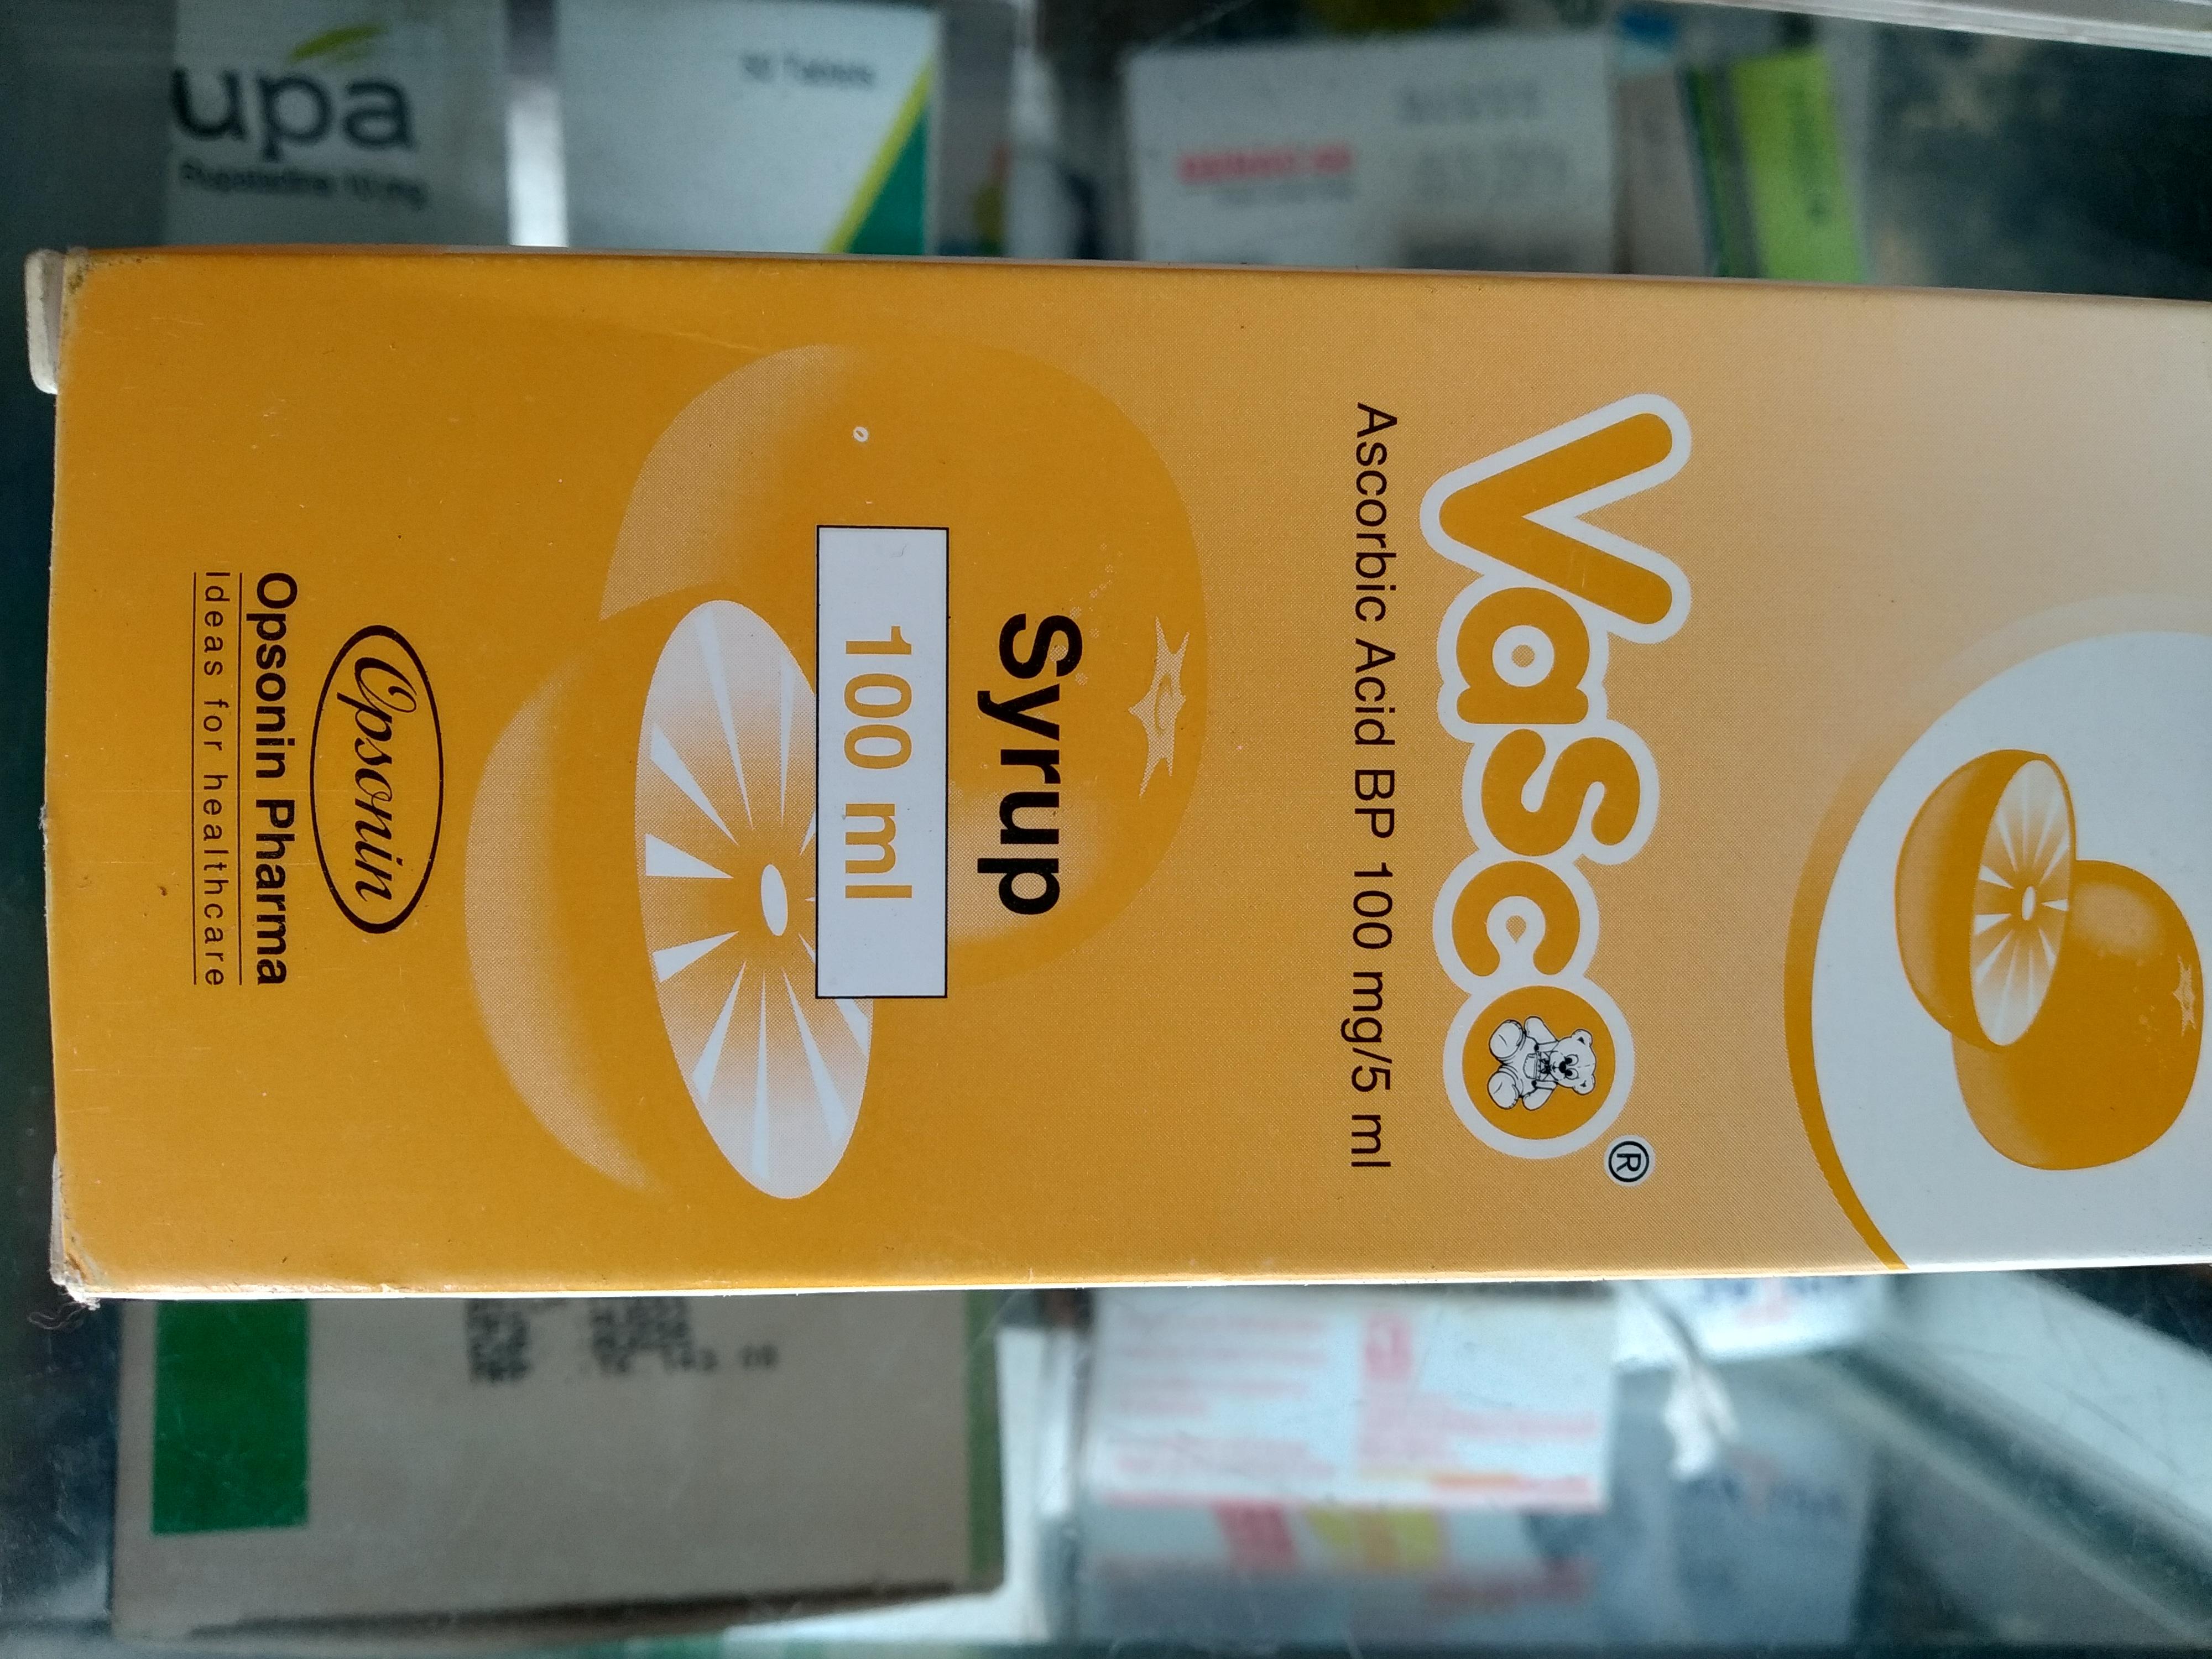 Vasco®
Ascorbic Acid BP 100 mg/5 ml
Syrup
100 ml
Opsonin
Opsonin Pharma
Ideas for healthcare
upa